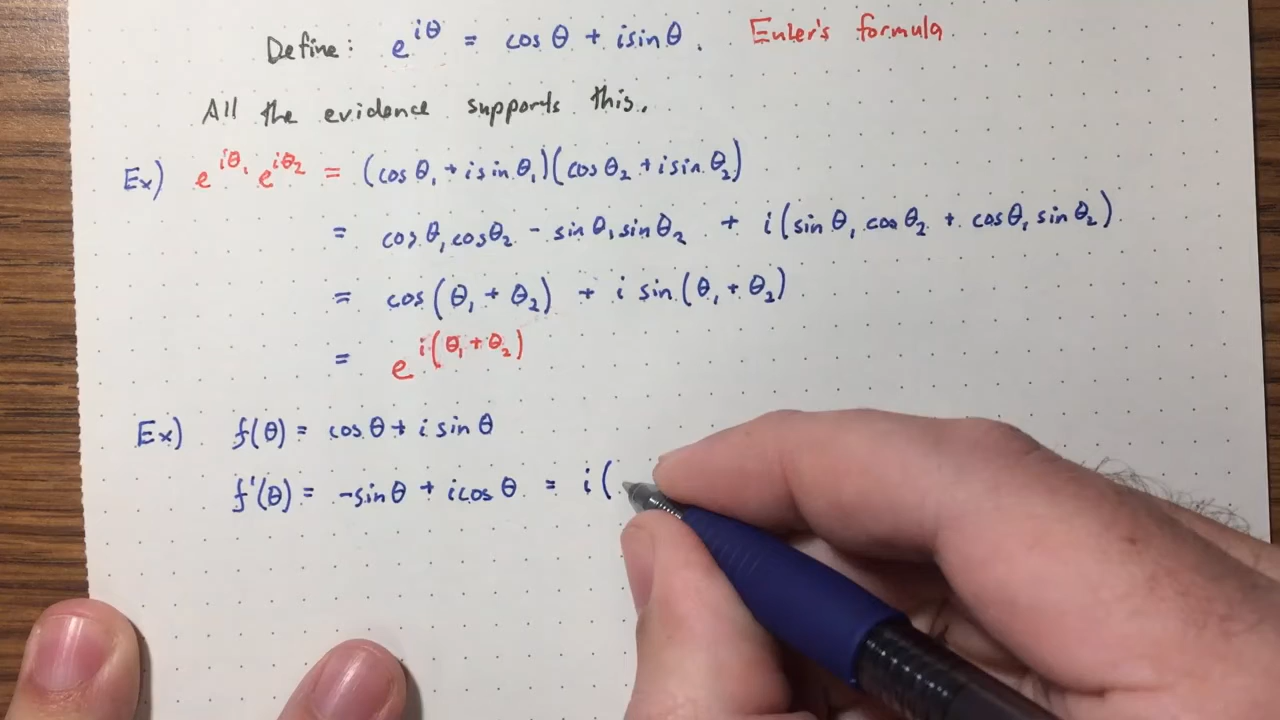 Define: e^{iθ} = cos θ + i sin θ. Euler's formula.
All the evidence supports this.
Ex) e^{iθ₁} e^{iθ₂} = (cos θ₁ + i sin θ₁)(cos θ₂ + i sin θ₂)
= cos θ₁ cos θ₂ - sin θ₁ sin θ₂ + i(sin θ₁ cos θ₂ + cos θ₁ sin θ₂).
= cos(θ₁ + θ₂) + i sin(θ₁ + θ₂)
= e^{i(θ₁ + θ₂)}
Ex) f(θ) = cos θ + i sin θ
f'(θ) = -sin θ + i cos θ = i(